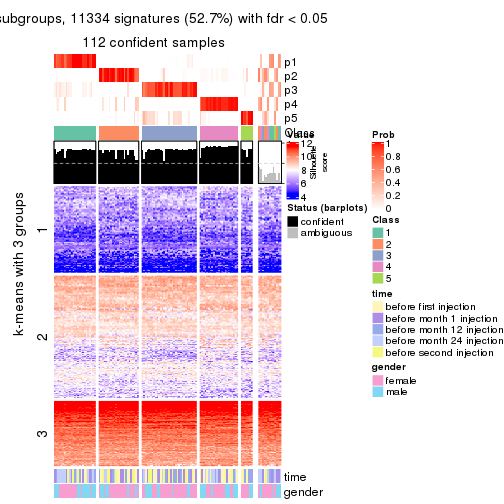 subgroups, 11334 signatures (52.7%) with fdr < 0.05
112 confident samples
p1
p2
p3
p4
p5
Class
k-means with 3 groups
1
2
3
time
gender
Value
12
10
8
6
4
Silhouette
score
Status (barplots)
confident
ambiguous
Prob
1
0.8
0.6
0.4
0.2
0
Class
1
2
3
4
5
time
before first injection
before month 1 injection
before month 12 injection
before month 24 injection
before second injection
gender
female
male